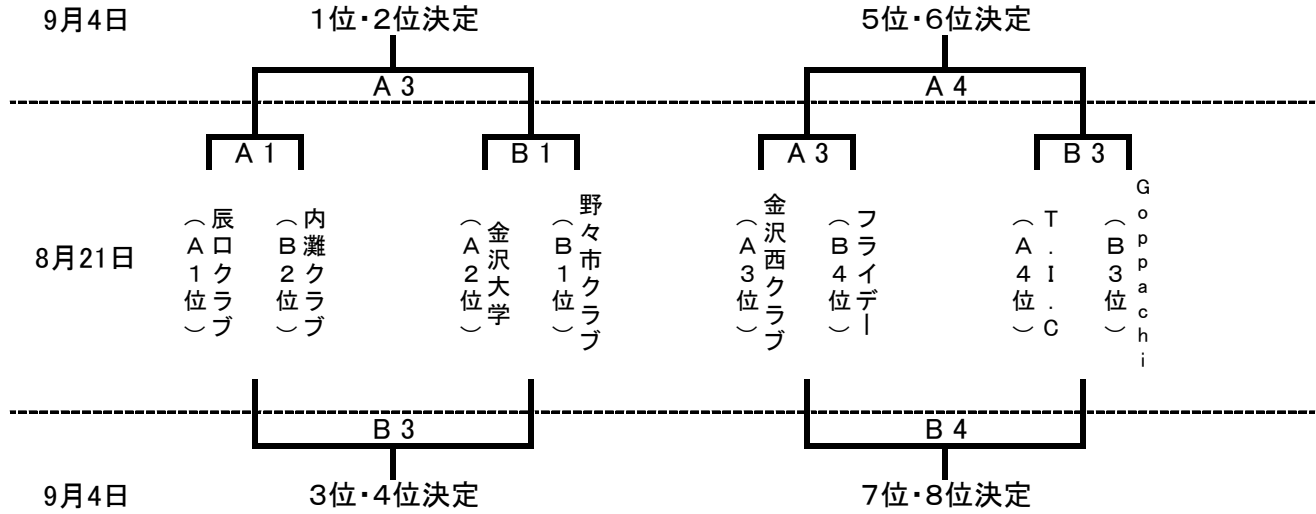 9月4日 1位・2位決定 5位・6位決定
A3 A4
A1 B1 A3 B3
8月21日
辰口クラブ
(A1位)
内灘クラブ
(B2位)
金沢大学
(A2位)
野々市クラブ
(B1位)
金沢西クラブ
(A3位)
フライデー
(B4位)
T.I.C
(A4位)
Goppachi
(B3位)
B3 B4
9月4日 3位・4位決定 7位・8位決定